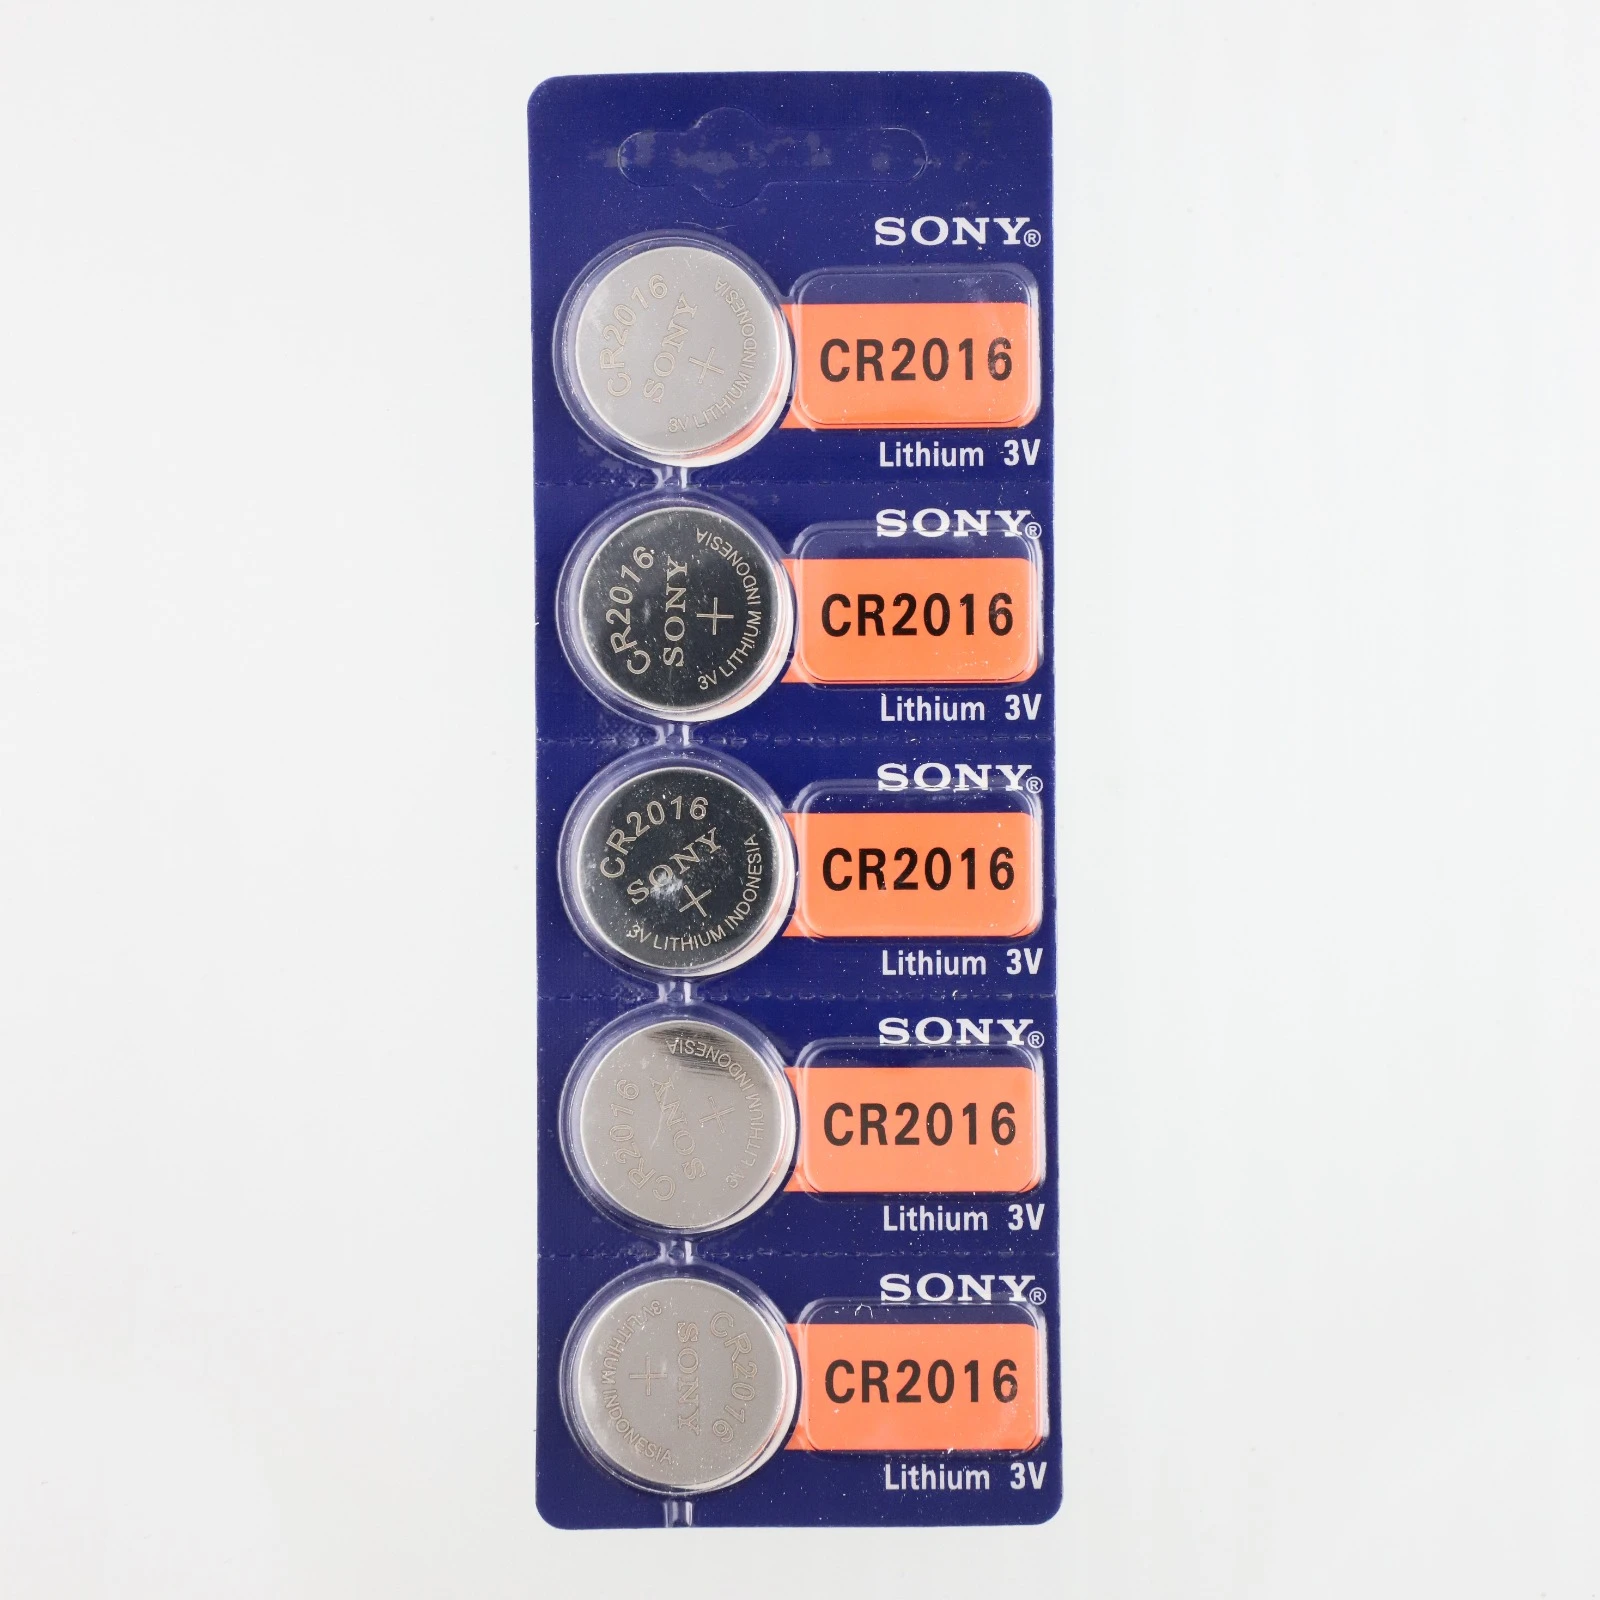 SONY®
CR2016
SONY
+
3V LITHIUM INDONESIA
CR2016
Lithium 3V
SONY®
CR2016
SONY
+
3V LITHIUM INDONESIA
CR2016
Lithium 3V
SONY®
CR2016
SONY
+
3V LITHIUM INDONESIA
CR2016
Lithium 3V
SONY®
CR2016
SONY
+
3V LITHIUM INDONESIA
CR2016
Lithium 3V
SONY®
CR2016
SONY
+
3V LITHIUM INDONESIA
CR2016
Lithium 3V